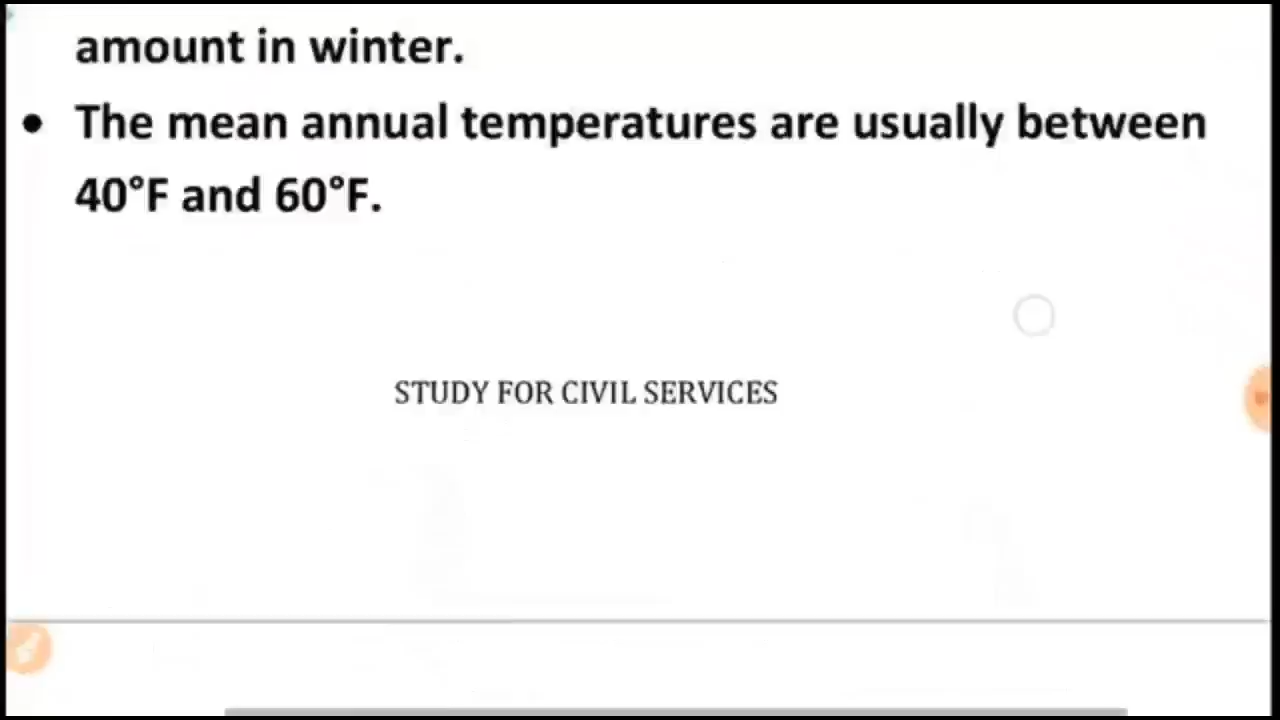 amount in winter.
• The mean annual temperatures are usually between
40°F and 60°F.
STUDY FOR CIVIL SERVICES